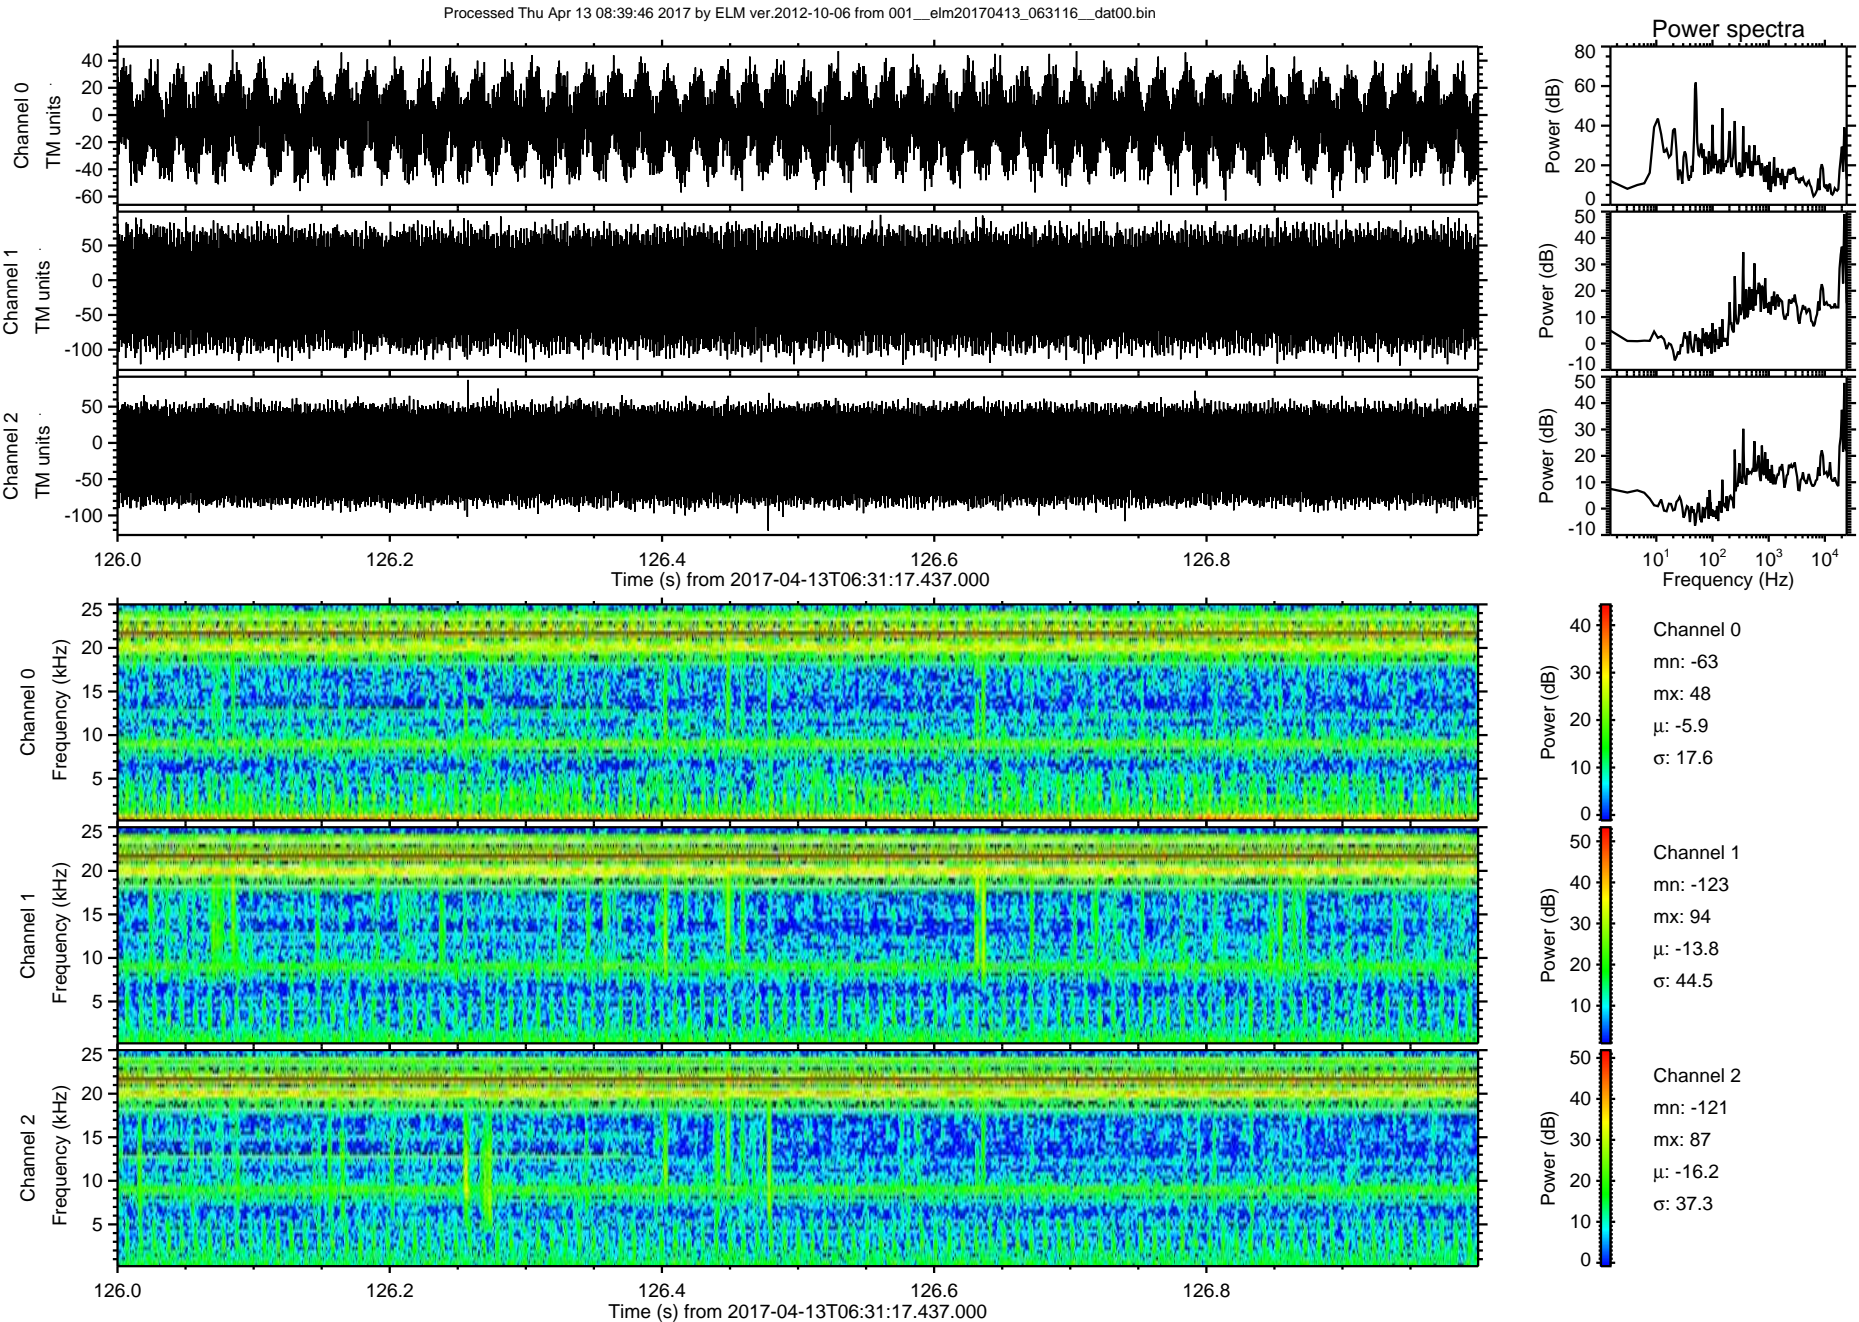 Processed Thu Apr 13 08:39:46 2017 by ELM ver.2012-10-06 from 001__elm20170413_063116__dat00.bin
Power spectra
Channel 0
TM units
40
20
0
-20
-40
-60
Power (dB)
80
60
40
20
0
Channel 1
TM units
50
0
-50
-100
Power (dB)
50
40
30
20
10
0
-10
Channel 2
TM units
50
0
-50
-100
Power (dB)
50
40
30
20
10
0
-10
126.0 126.2 126.4 126.6 126.8
Time (s) from 2017-04-13T06:31:17.437.000
10¹ 10² 10³ 10⁴
Frequency (Hz)
Channel 0
Frequency (kHz)
25
20
15
10
5
Power (dB)
40
30
20
10
0
Channel 0
mn: -63
mx: 48
μ: -5.9
σ: 17.6
Channel 1
Frequency (kHz)
25
20
15
10
5
Power (dB)
50
40
30
20
10
Channel 1
mn: -123
mx: 94
μ: -13.8
σ: 44.5
Channel 2
Frequency (kHz)
25
20
15
10
5
Power (dB)
50
40
30
20
10
0
Channel 2
mn: -121
mx: 87
μ: -16.2
σ: 37.3
126.0 126.2 126.4 126.6 126.8
Time (s) from 2017-04-13T06:31:17.437.000